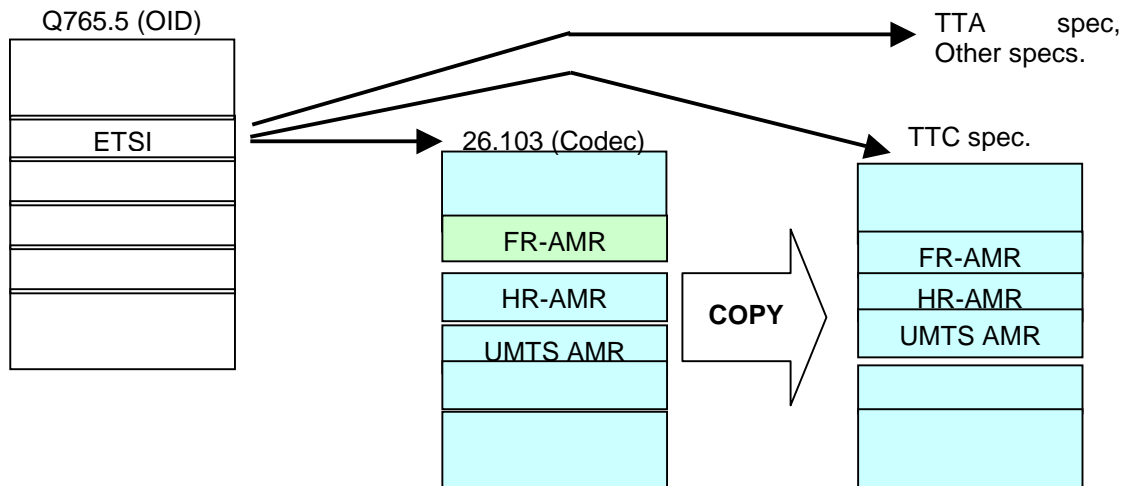 Q765.5 (OID)
TTA spec,
Other specs.
ETSI
26.103 (Codec)
TTC spec.
FR-AMR
HR-AMR
UMTS AMR
COPY
FR-AMR
HR-AMR
UMTS AMR